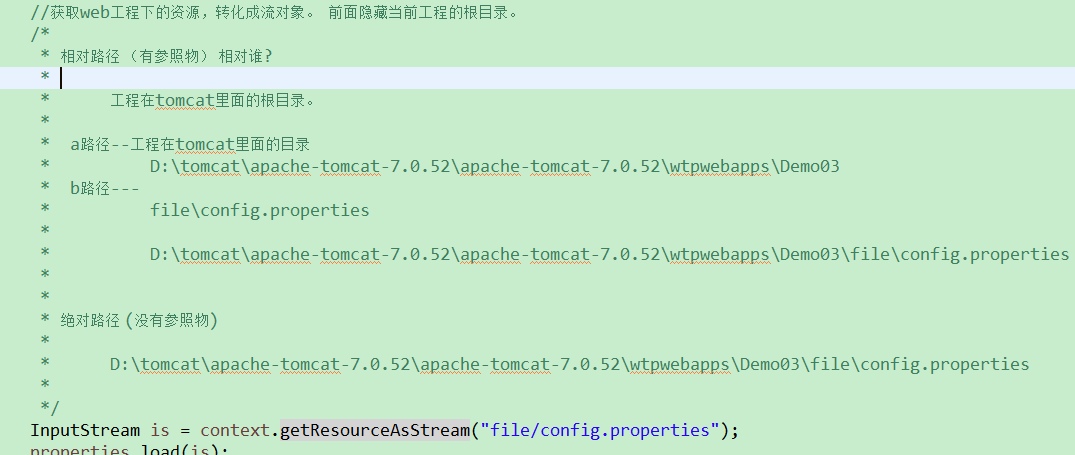 //获取web工程下的资源，转化成流对象。 前面隐藏当前工程的根目录。
/*
* 相对路径 （有参照物） 相对谁?
*
* 工程在tomcat里面的根目录。
*
* a路径--工程在tomcat里面的目录
* D:\tomcat\apache-tomcat-7.0.52\apache-tomcat-7.0.52\wtpwebapps\Demo03
* b路径---
* file\config.properties
*
* D:\tomcat\apache-tomcat-7.0.52\apache-tomcat-7.0.52\wtpwebapps\Demo03\file\config.properties
*
*
* 绝对路径 (没有参照物)
*
* D:\tomcat\apache-tomcat-7.0.52\apache-tomcat-7.0.52\wtpwebapps\Demo03\file\config.properties
*
*/
InputStream is = context.getResourceAsStream("file/config.properties");
properties.load(is);